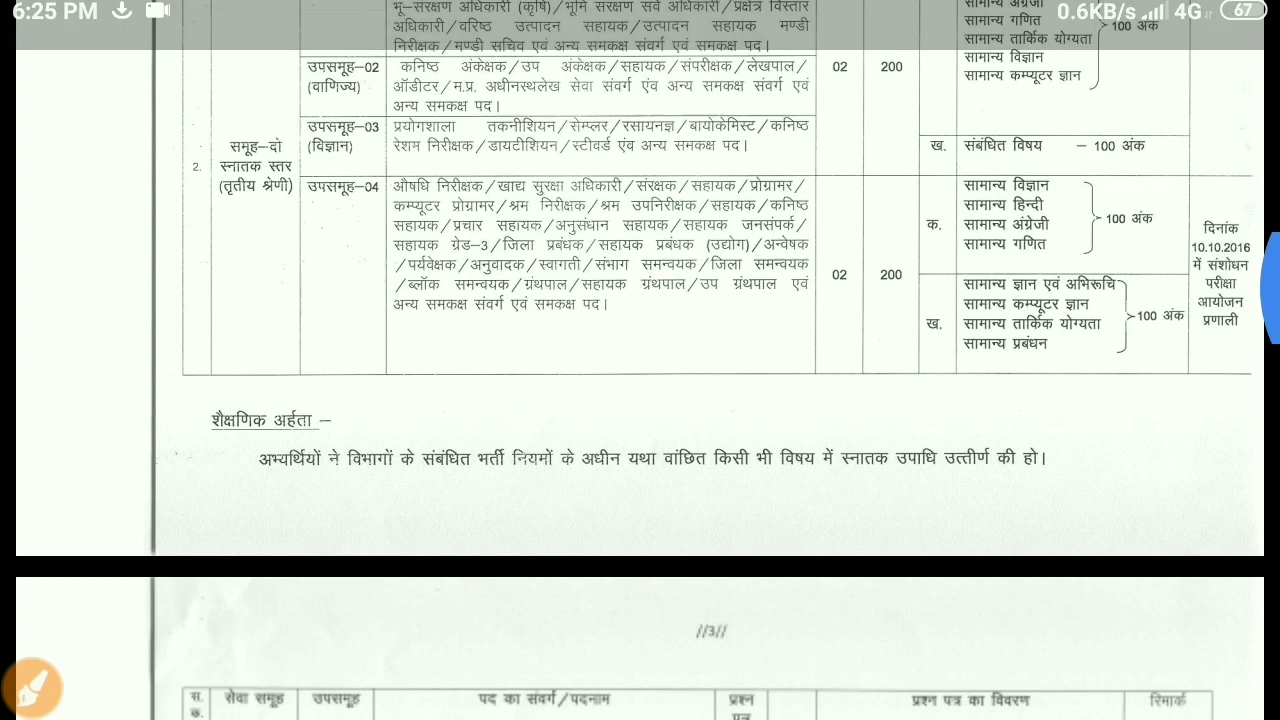 6:25 PM
0.6KB/s 4G 67
भू–संरक्षण अधिकारी (कृषि)/भूमि संरक्षण सर्वे अधिकारी/प्रक्षेत्र विस्तार
अधिकारी/वरिष्ठ उत्पादन सहायक/उत्पादन सहायक मण्डी
निरीक्षक/मण्डी सचिव एवं अन्य समकक्ष संवर्ग एवं समकक्ष पद।
सामान्य अंग्रेजी
सामान्य गणित
सामान्य तार्किक योग्यता
सामान्य विज्ञान
सामान्य कम्प्यूटर ज्ञान
100 अंक
उपसमूह–02
(वाणिज्य)
कनिष्ठ अंकेक्षक/उप अंकेक्षक/सहायक/संपरीक्षक/लेखपाल/
ऑडीटर/म.प्र. अधीनस्थलेख सेवा संवर्ग एंव अन्य समकक्ष संवर्ग एवं
अन्य समकक्ष पद।
02
200
उपसमूह–03
(विज्ञान)
प्रयोगशाला तकनीशियन/सेम्प्लर/रसायनज्ञ/बायोकेमिस्ट/कनिष्ठ
रेशम निरीक्षक/डायटीशियन/स्टीवर्ड एंव अन्य समकक्ष पद।
ख.
संबंधित विषय – 100 अंक
2.
समूह–दो
स्नातक स्तर
(तृतीय श्रेणी)
उपसमूह–04
औषधि निरीक्षक/खाद्य सुरक्षा अधिकारी/संरक्षक/सहायक/प्रोग्रामर/
कम्प्यूटर प्रोग्रामर/श्रम निरीक्षक/श्रम उपनिरीक्षक/सहायक/कनिष्ठ
सहायक/प्रचार सहायक/अनुसंधान सहायक/सहायक जनसंपर्क/
सहायक ग्रेड–3/जिला प्रबंधक/सहायक प्रबंधक (उद्योग)/अन्वेषक
/पर्यवेक्षक/अनुवादक/स्वागती/संभाग समन्वयक/जिला समन्वयक
/ब्लॉक समन्वयक/ग्रंथपाल/सहायक ग्रंथपाल/उप ग्रंथपाल एवं
अन्य समकक्ष संवर्ग एवं समकक्ष पद।
02
200
क.
सामान्य विज्ञान
सामान्य हिन्दी
सामान्य अंग्रेजी
सामान्य गणित
100 अंक
ख.
सामान्य ज्ञान एवं अभिरूचि
सामान्य कम्प्यूटर ज्ञान
सामान्य तार्किक योग्यता
सामान्य प्रबंधन
100 अंक
दिनांक
10.10.2016
में संशोधन
परीक्षा
आयोजन
प्रणाली
शैक्षणिक अर्हता –
अभ्यर्थियों ने विभागों के संबंधित भर्ती नियमों के अधीन यथा वांछित किसी भी विषय में स्नातक उपाधि उत्तीर्ण की हो।
//3//
स.
क.
सेवा समूह
उपसमूह
पद का संवर्ग/पदनाम
प्रश्न
पत्र
प्रश्न पत्र का विवरण
रिमार्क